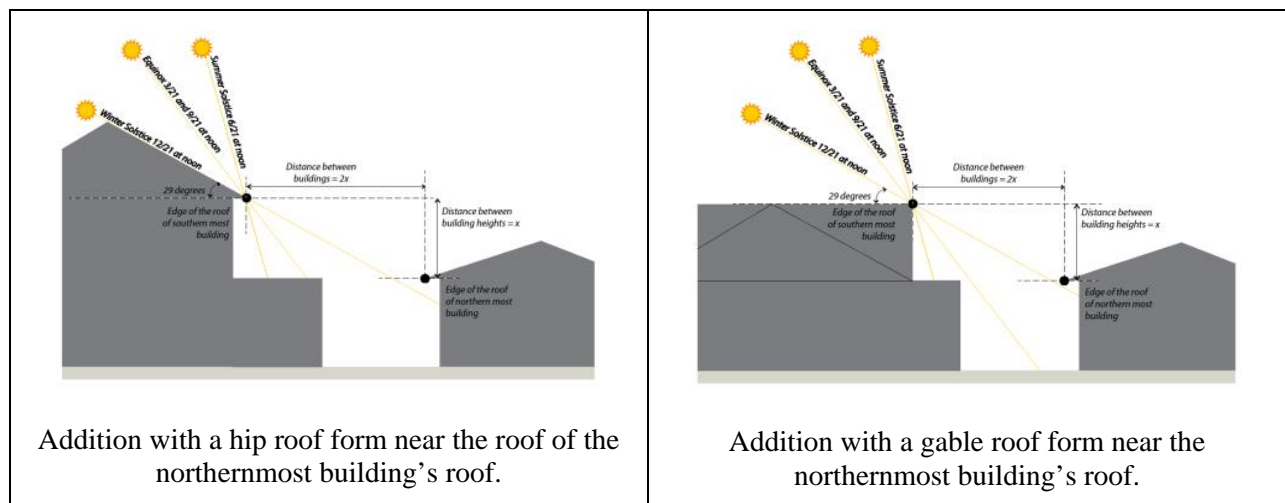 Summer Solstice 6/21 at noon
Equinox 3/21 and 9/21 at noon
Winter Solstice 12/21 at noon
Distance between
buildings = 2x
29 degrees
Edge of the roof
of southern most
building
Distance between
building heights = x
Edge of the roof
of northern most
building
Addition with a hip roof form near the roof of the
northernmost building’s roof.
Summer Solstice 6/21 at noon
Equinox 3/21 and 9/21 at noon
Winter Solstice 12/21 at noon
Distance between
buildings = 2x
29 degrees
Edge of the roof
of southern most
building
Distance between
building heights = x
Edge of the roof
of northern most
building
Addition with a gable roof form near the
northernmost building’s roof.